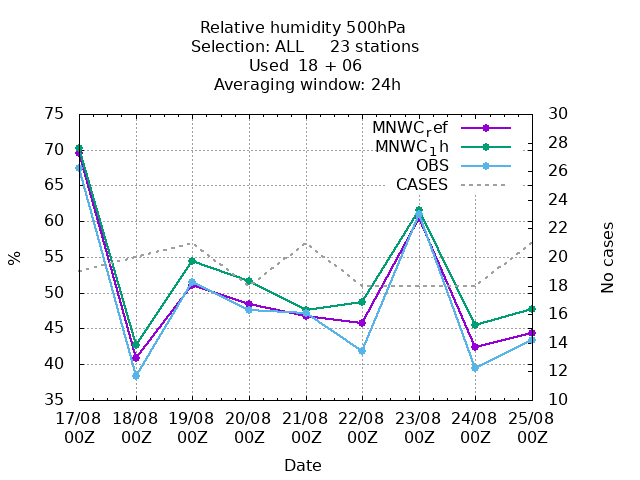 Relative humidity 500hPa
Selection: ALL 23 stations
Used 18 + 06
Averaging window: 24h
75 30
70 28
65 26
60 24
55 22
50 20
45 18
40 16
35 14
12
10
MNWCref
MNWC1h
OBS
CASES
%
No cases
17/08 18/08 19/08 20/08 21/08 22/08 23/08 24/08 25/08
00Z 00Z 00Z 00Z 00Z 00Z 00Z 00Z 00Z
Date